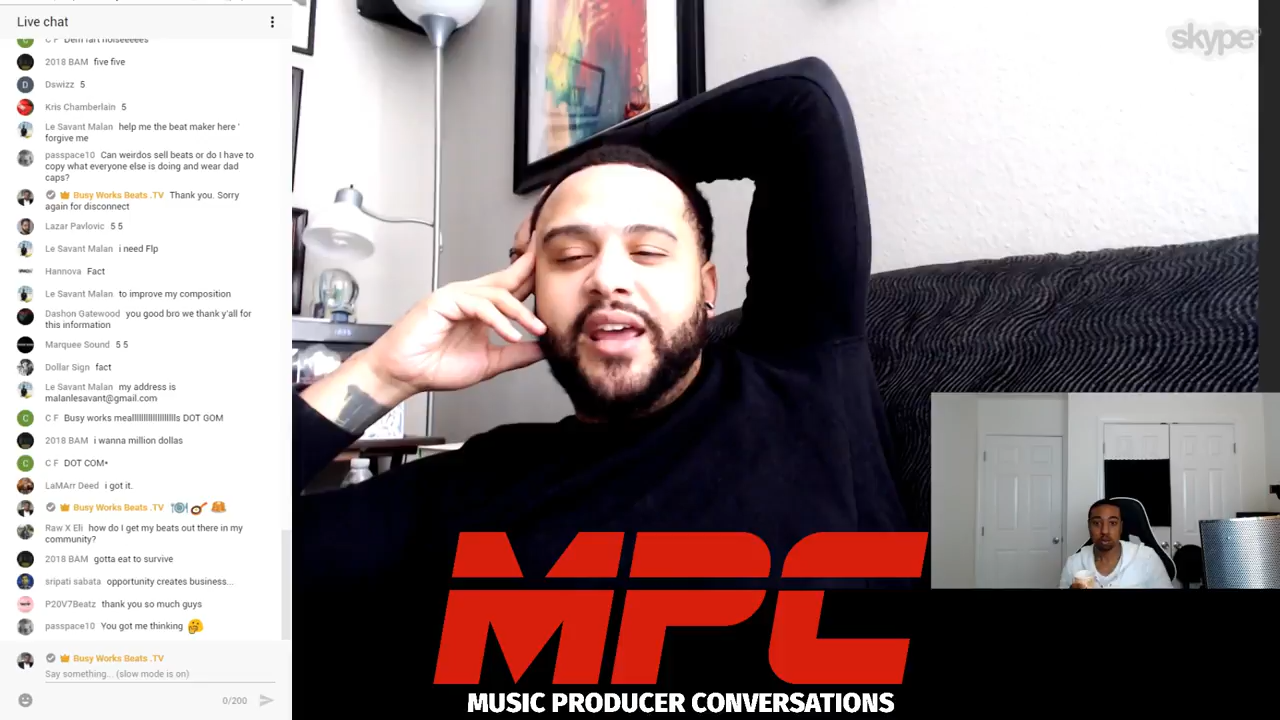 Live chat
C F Dem fart noiseeeees
2018 BAM five five
D
Dswizz 5
Kris Chamberlain 5
Le Savant Malan help me the beat maker here '
forgive me
passpace10 Can weirdos sell beats or do I have to
copy what everyone else is doing and wear dad
caps?
Busy Works Beats .TV Thank you. Sorry
again for disconnect
Lazar Pavlovic 5 5
Le Savant Malan i need Flp
Hannova Fact
Le Savant Malan to improve my composition
Dashon Gatewood you good bro we thank y'all for
this information
Marquee Sound 5 5
Dollar Sign fact
Le Savant Malan my address is
malanlesavant@gmail.com
C
C F Busy works meallllllllllllllllllls DOT GOM
2018 BAM i wanna million dollas
C
C F DOT COM*
LaMArr Deed i got it.
Busy Works Beats .TV
Raw X Eli how do I get my beats out there in my
community?
2018 BAM gotta eat to survive
sripati sabata opportunity creates business...
P20V7Beatz thank you so much guys
passpace10 You got me thinking
Busy Works Beats .TV
Say something... (slow mode is on)
0/200
skype
MPC
MUSIC PRODUCER CONVERSATIONS